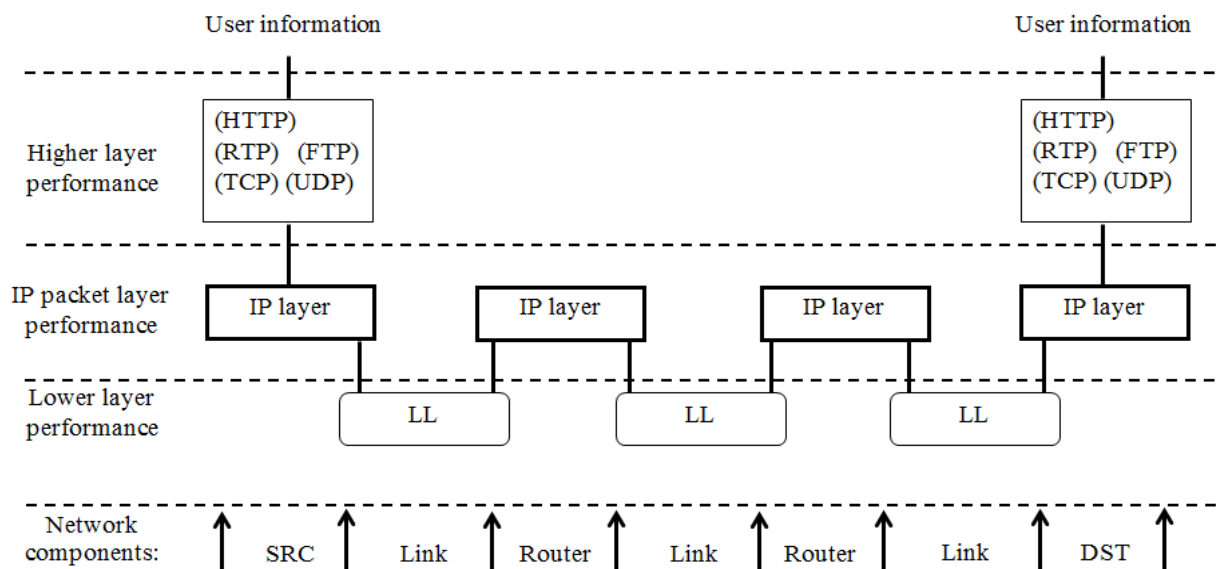 User information User information
(HTTP) (HTTP)
Higher layer (RTP) (FTP) (RTP) (FTP)
performance (TCP) (UDP) (TCP) (UDP)
IP packet layer IP layer IP layer IP layer IP layer
performance
Lower layer LL LL LL
performance
Network
components: SRC Link Router Link Router Link DST